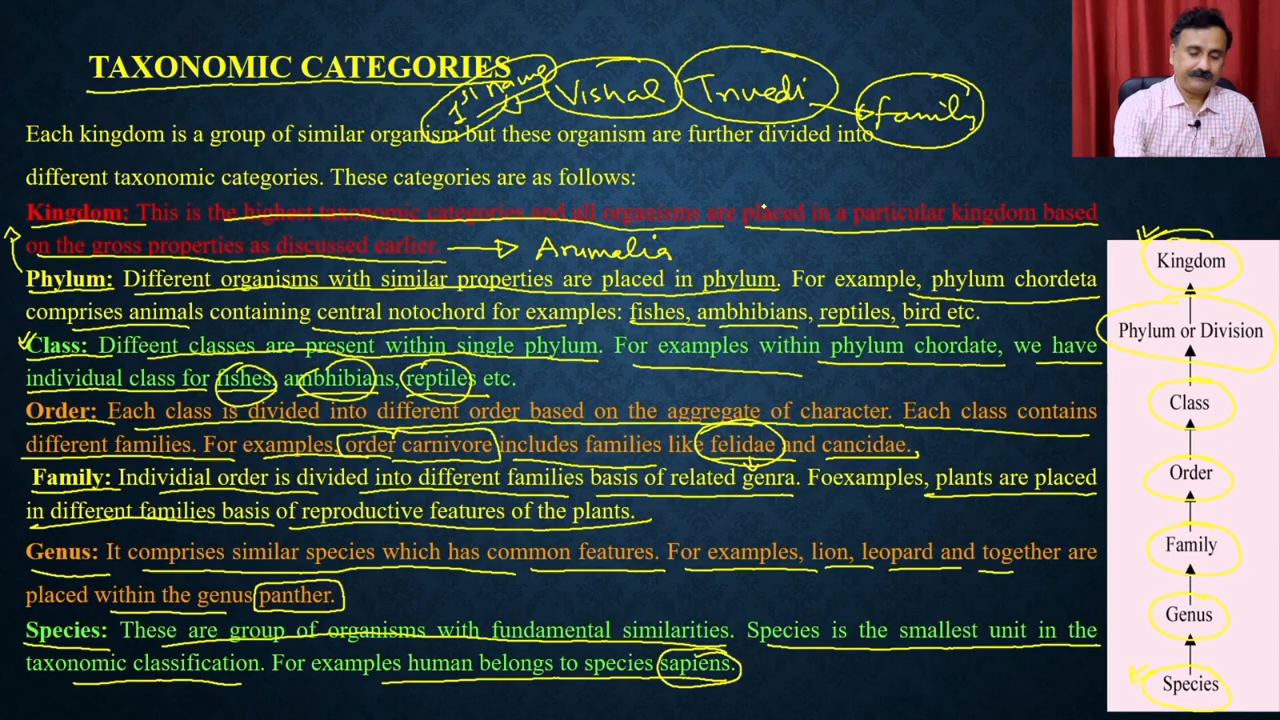 TAXONOMIC CATEGORIES
1st name Vishal Trivedi family
Each kingdom is a group of similar organism but these organism are further divided into
different taxonomic categories. These categories are as follows:
Kingdom: This is the highest taxonomic categories and all organisms are placed in a particular kingdom based
on the gross properties as discussed earlier. Animalia
Phylum: Different organisms with similar properties are placed in phylum. For example, phylum chordeta
comprises animals containing central notochord for examples: fishes, ambhibians, reptiles, bird etc.
Class: Diffeent classes are present within single phylum. For examples within phylum chordate, we have
individual class for fishes, ambhibians, reptiles etc.
Order: Each class is divided into different order based on the aggregate of character. Each class contains
different families. For examples, order carnivore includes families like felidae and cancidae.
Family: Individial order is divided into different families basis of related genra. Foexamples, plants are placed
in different families basis of reproductive features of the plants.
Genus: It comprises similar species which has common features. For examples, lion, leopard and together are
placed within the genus panther.
Species: These are group of organisms with fundamental similarities. Species is the smallest unit in the
taxonomic classification. For examples human belongs to species sapiens.
Kingdom
Phylum or Division
Class
Order
Family
Genus
Species